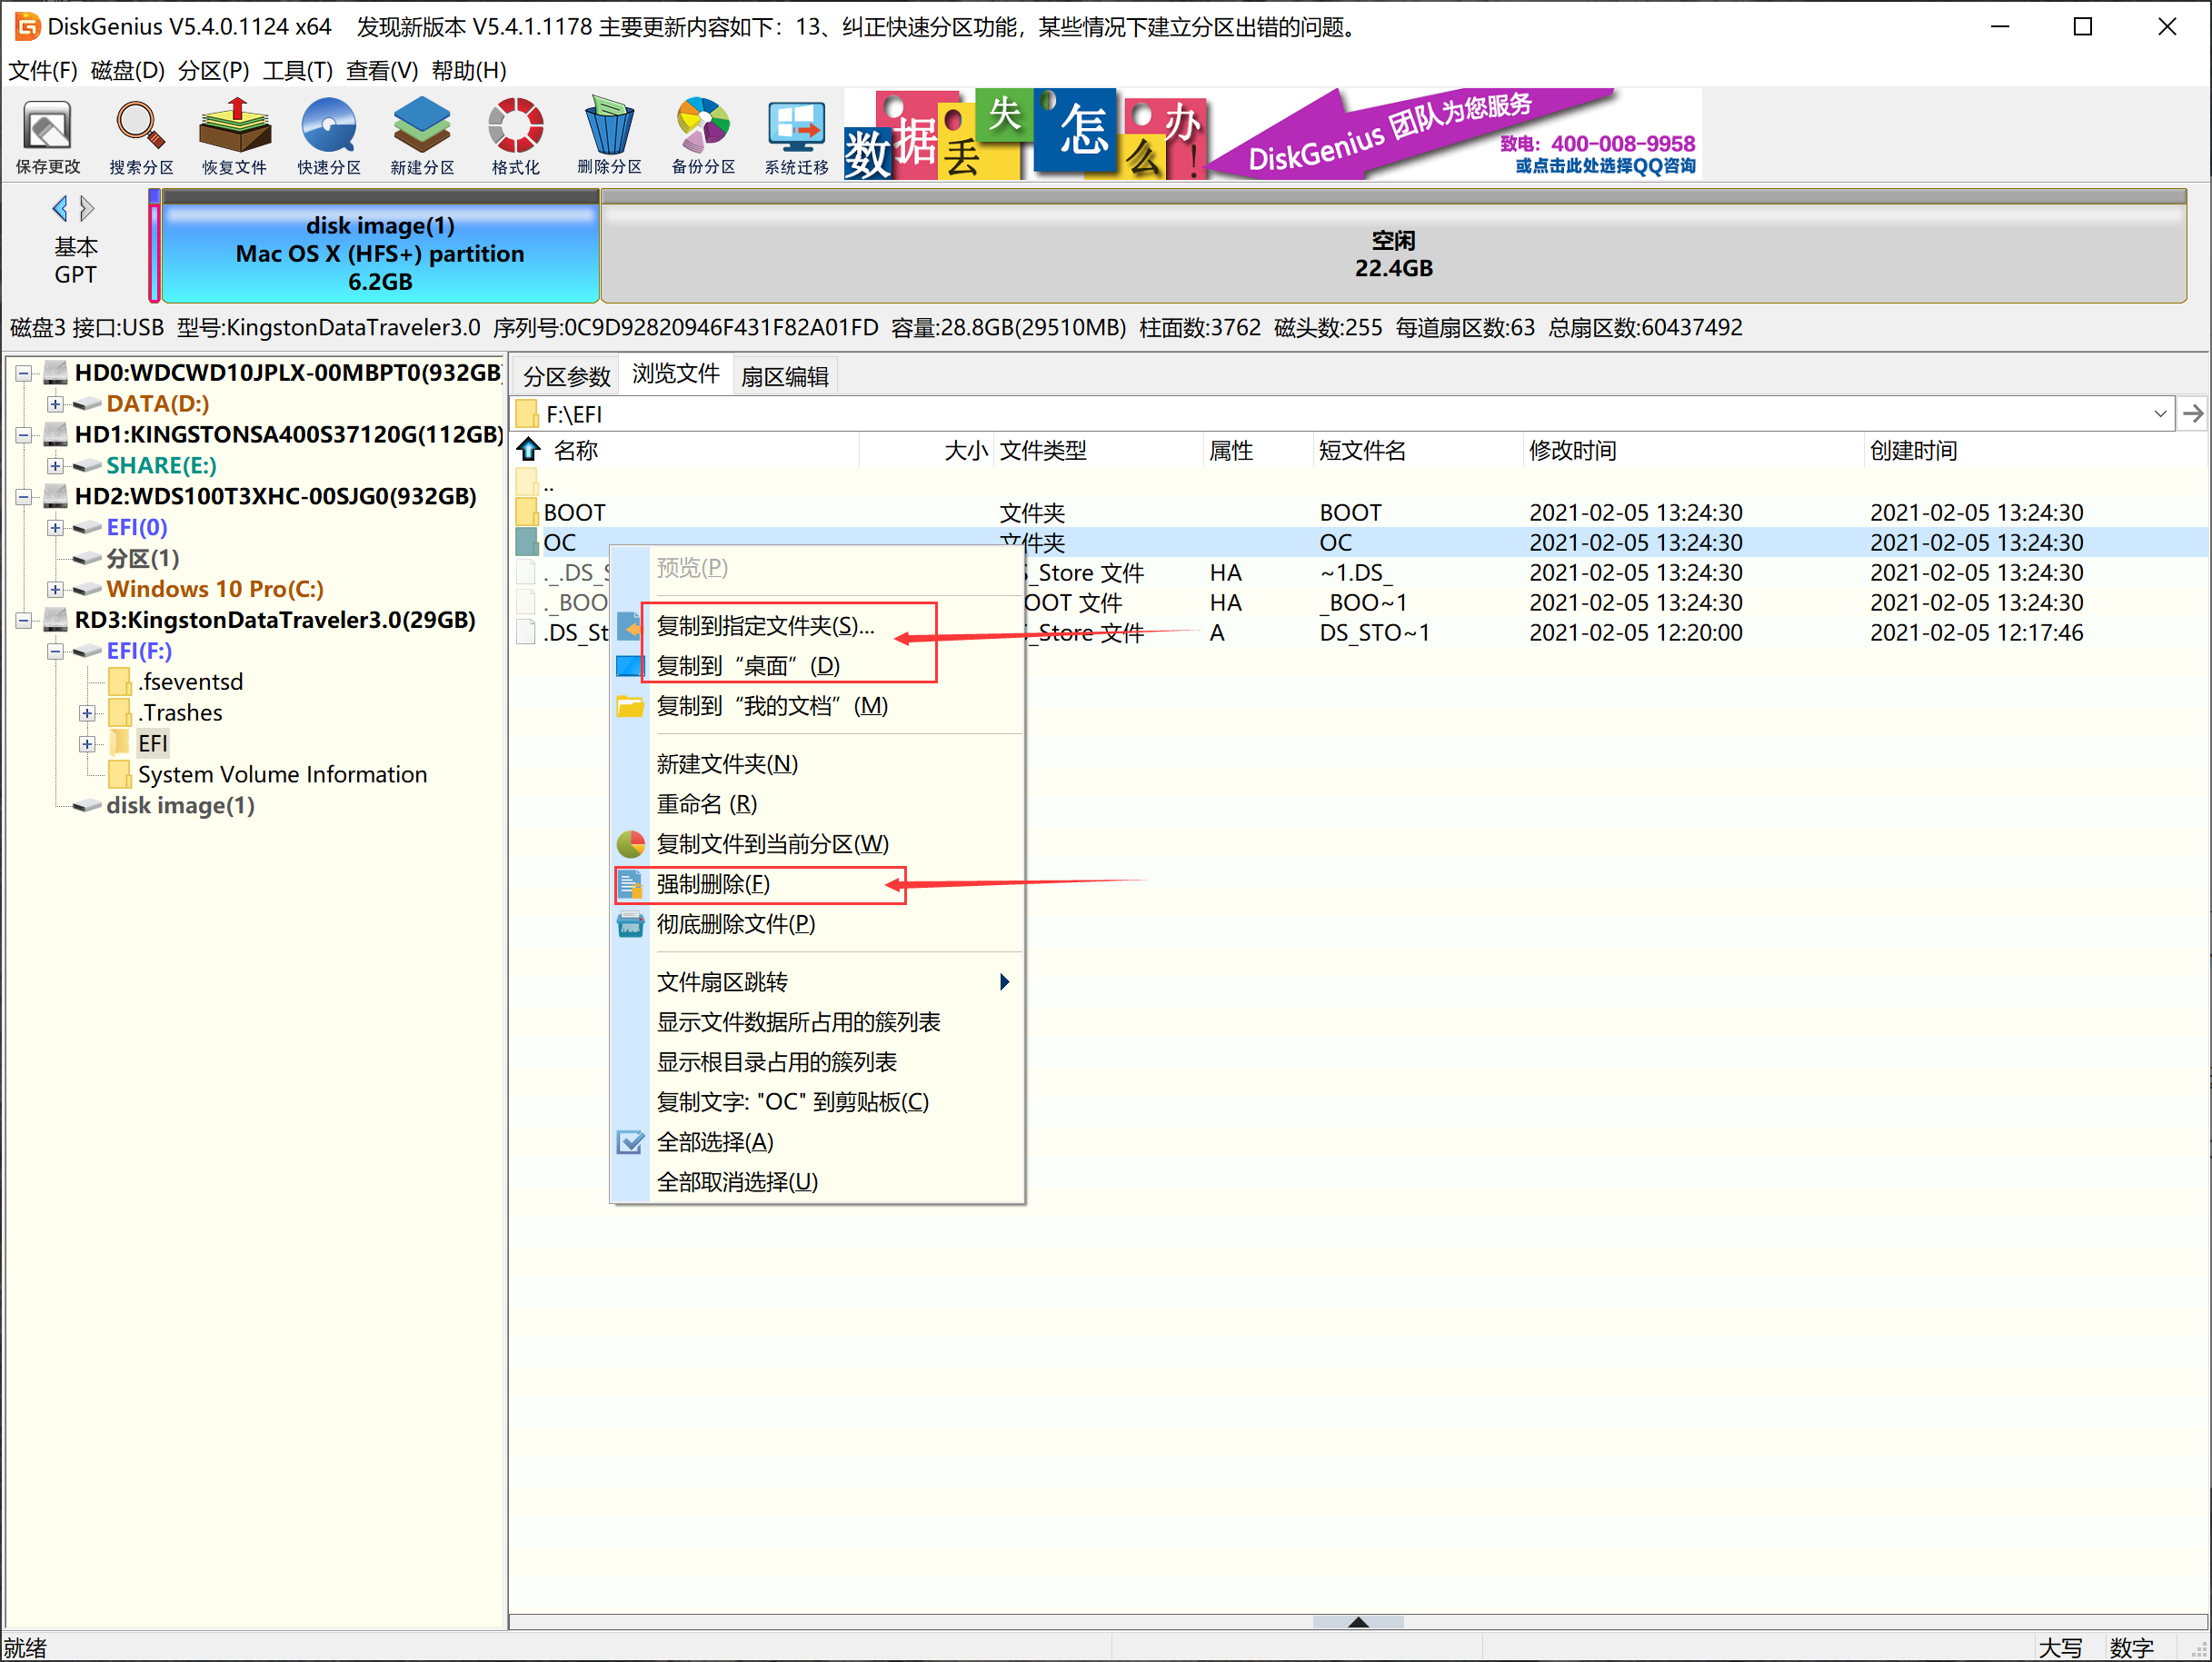 DiskGenius V5.4.0.1124 x64 发现新版本 V5.4.1.1178 主要更新内容如下：13、纠正快速分区功能，某些情况下建立分区出错的问题。
文件(F) 磁盘(D) 分区(P) 工具(T) 查看(V) 帮助(H)
保存更改 搜索分区 恢复文件 快速分区 新建分区 格式化 删除分区 备份分区 系统迁移
数据丢失怎么办!
DiskGenius 团队为您服务
致电：400-008-9958
或点击此处选择QQ咨询
基本
GPT
disk image(1)
Mac OS X (HFS+) partition
6.2GB
空闲
22.4GB
磁盘3 接口:USB 型号:KingstonDataTraveler3.0 序列号:0C9D92820946F431F82A01FD 容量:28.8GB(29510MB) 柱面数:3762 磁头数:255 每道扇区数:63 总扇区数:60437492
HD0:WDCWD10JPLX-00MBPT0(932GB)
DATA(D:)
HD1:KINGSTONSA400S37120G(112GB)
SHARE(E:)
HD2:WDS100T3XHC-00SJG0(932GB)
EFI(0)
分区(1)
Windows 10 Pro(C:)
RD3:KingstonDataTraveler3.0(29GB)
EFI(F:)
.fseventsd
.Trashes
EFI
System Volume Information
disk image(1)
分区参数 浏览文件 扇区编辑
F:\EFI
名称 大小 文件类型 属性 短文件名 修改时间 创建时间
..
BOOT 文件夹 BOOT 2021-02-05 13:24:30 2021-02-05 13:24:30
OC 文件夹 OC 2021-02-05 13:24:30 2021-02-05 13:24:30
._.DS_S _Store 文件 HA ~1.DS_ 2021-02-05 13:24:30 2021-02-05 13:24:30
._BOO OOT 文件 HA _BOO~1 2021-02-05 13:24:30 2021-02-05 13:24:30
.DS_St _Store 文件 A DS_STO~1 2021-02-05 12:20:00 2021-02-05 12:17:46
预览(P)
复制到指定文件夹(S)...
复制到“桌面”(D)
复制到“我的文档”(M)
新建文件夹(N)
重命名 (R)
复制文件到当前分区(W)
强制删除(F)
彻底删除文件(P)
文件扇区跳转
显示文件数据所占用的簇列表
显示根目录占用的簇列表
复制文字: "OC" 到剪贴板(C)
全部选择(A)
全部取消选择(U)
就绪 大写 数字